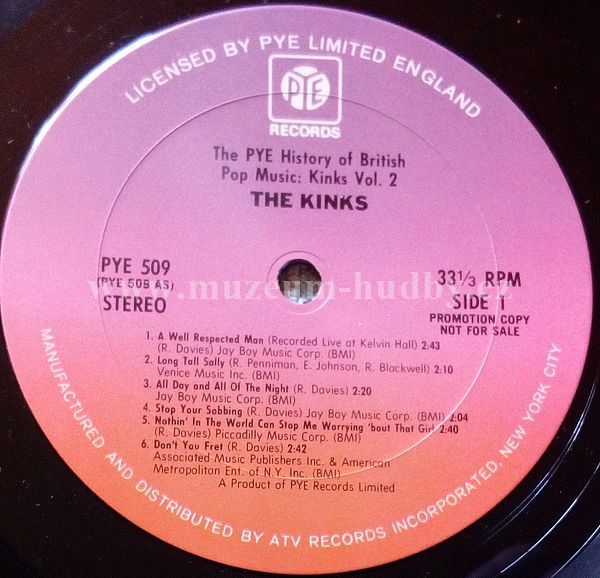 LICENSED BY PYE LIMITED ENGLAND
PYE
RECORDS
The PYE History of British
Pop Music: Kinks Vol. 2
THE KINKS
PYE 509
(PYE 509 AS)
STEREO
33 1/3 RPM
SIDE 1
PROMOTION COPY
NOT FOR SALE
www.muzeum-hudby.cz
1. A Well Respected Man (Recorded Live at Kelvin Hall) 2:43
(R. Davies) Jay Boy Music Corp. (BMI)
2. Long Tall Sally (R. Penniman, E. Johnson, R. Blackwell) 2:10
Venice Music Inc. (BMI)
3. All Day and All Of The Night (R. Davies) 2:20
Jay Boy Music Corp. (BMI)
4. Stop Your Sobbing (R. Davies) Jay Boy Music Corp. (BMI) 2:04
5. Nothin' In The World Can Stop Me Worrying 'bout That Girl 2:40
(R. Davies) Piccadilly Music Corp. (BMI)
6. Don't You Fret (R. Davies) 2:42
Associated Music Publishers Inc. & American
Metropolitan Ent. of N.Y. Inc. (BMI)
A Product of PYE Records Limited
MANUFACTURED AND DISTRIBUTED BY ATV RECORDS INCORPORATED, NEW YORK CITY